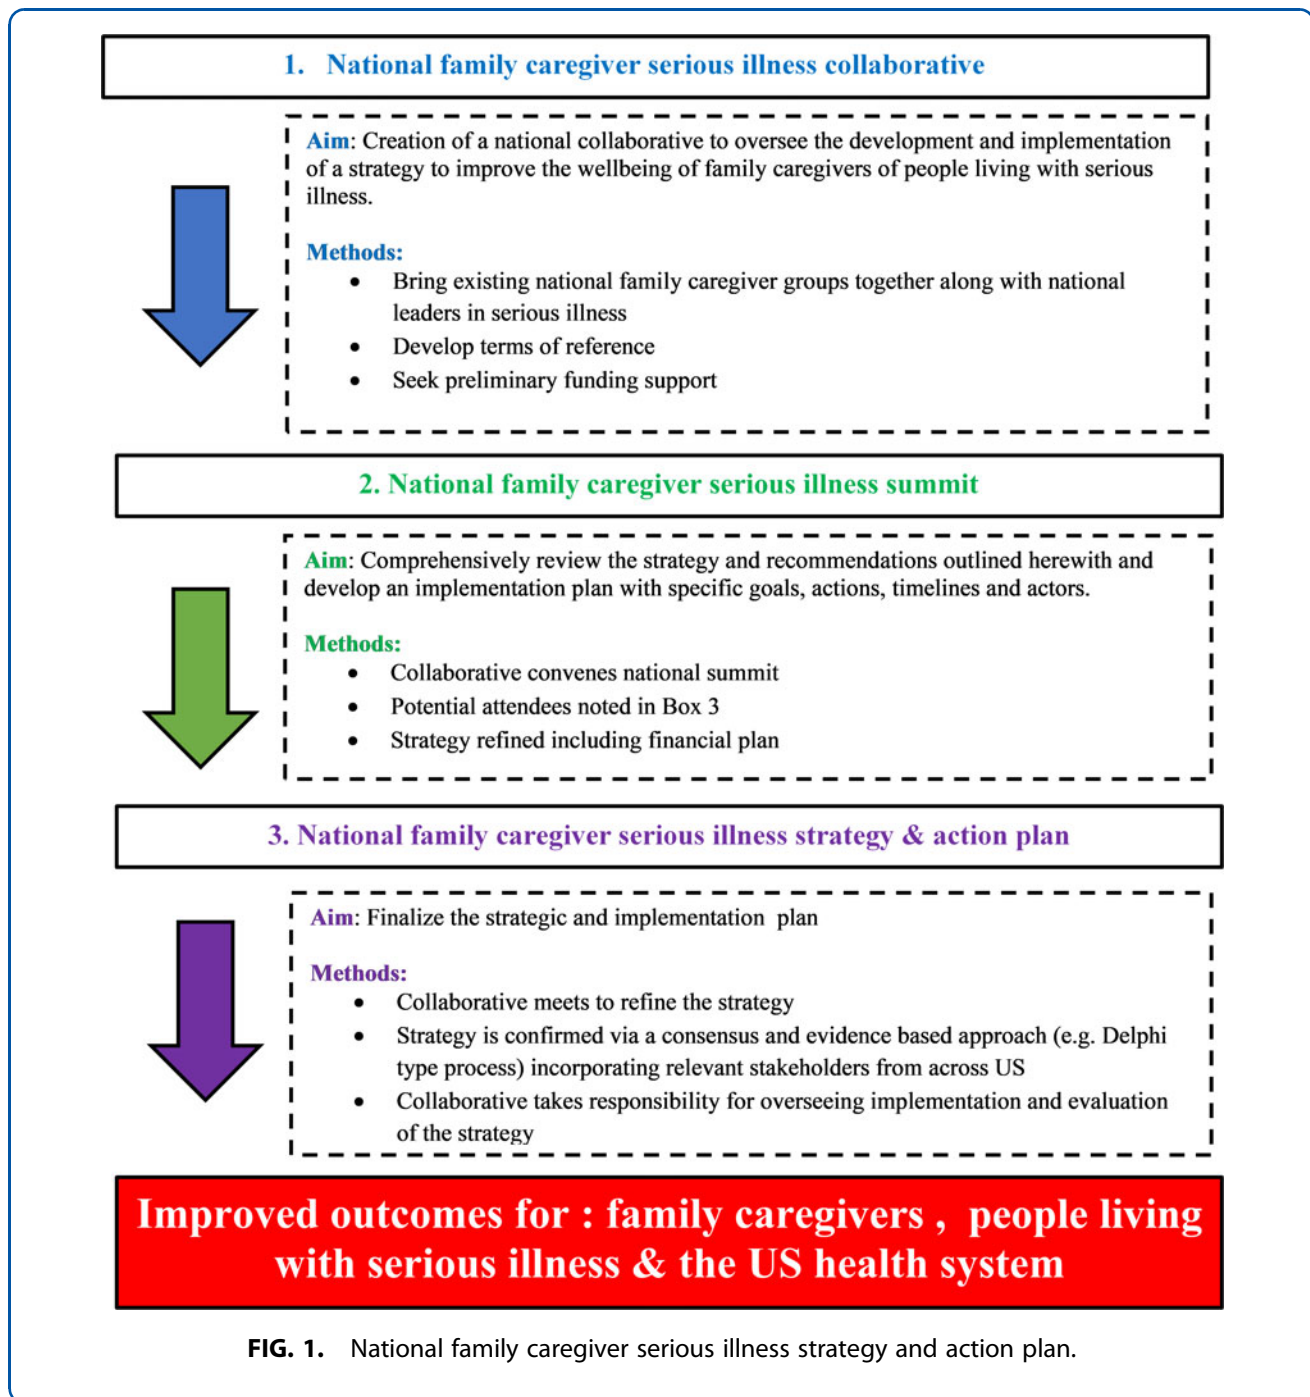 1. National family caregiver serious illness collaborative
Aim: Creation of a national collaborative to oversee the development and implementation
of a strategy to improve the wellbeing of family caregivers of people living with serious
illness.
Methods:
• Bring existing national family caregiver groups together along with national
leaders in serious illness
• Develop terms of reference
• Seek preliminary funding support
2. National family caregiver serious illness summit
Aim: Comprehensively review the strategy and recommendations outlined herewith and
develop an implementation plan with specific goals, actions, timelines and actors.
Methods:
• Collaborative convenes national summit
• Potential attendees noted in Box 3
• Strategy refined including financial plan
3. National family caregiver serious illness strategy & action plan
Aim: Finalize the strategic and implementation plan
Methods:
• Collaborative meets to refine the strategy
• Strategy is confirmed via a consensus and evidence based approach (e.g. Delphi
type process) incorporating relevant stakeholders from across US
• Collaborative takes responsibility for overseeing implementation and evaluation
of the strategy
Improved outcomes for : family caregivers , people living
with serious illness & the US health system
FIG. 1. National family caregiver serious illness strategy and action plan.